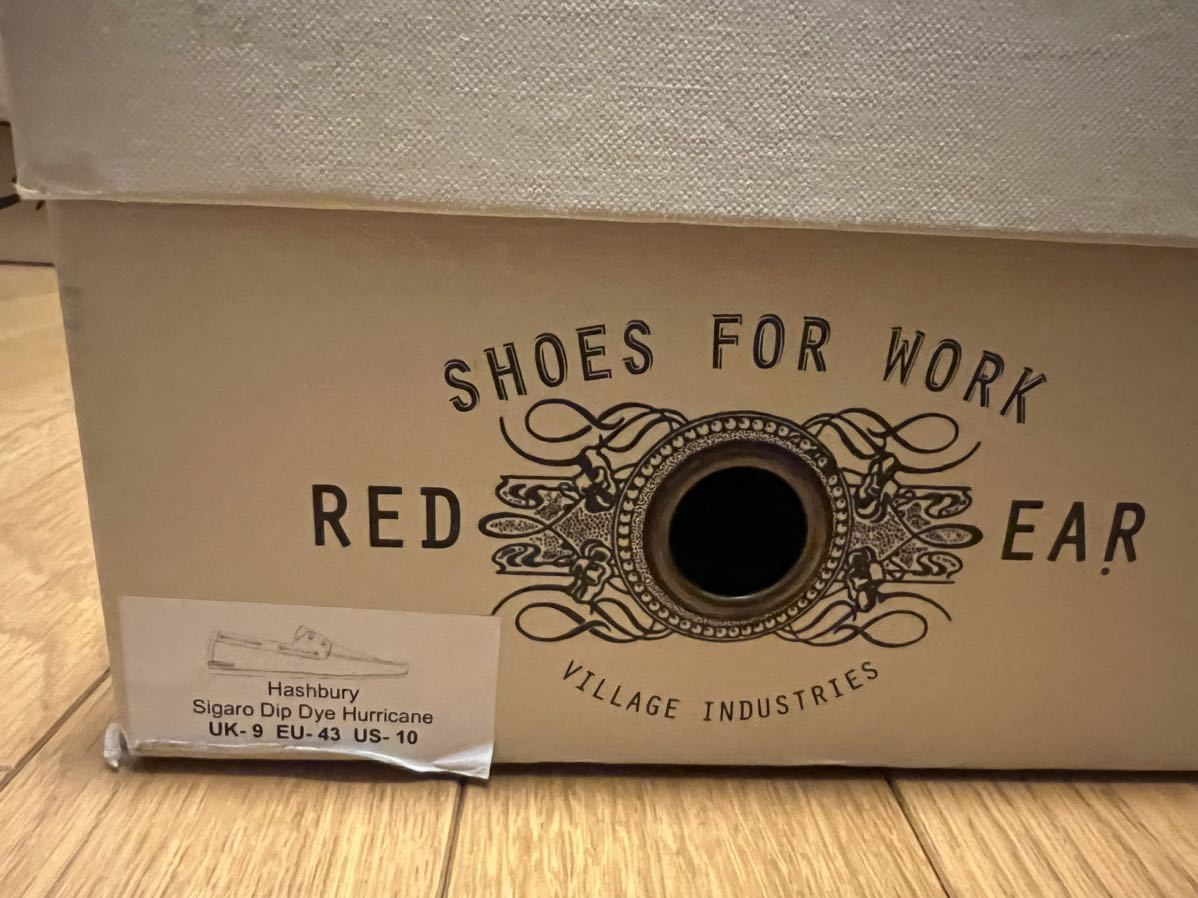 SHOES FOR WORK
RED EAR
VILLAGE INDUSTRIES
Hashbury
Sigaro Dip Dye Hurricane
UK- 9 EU- 43 US- 10